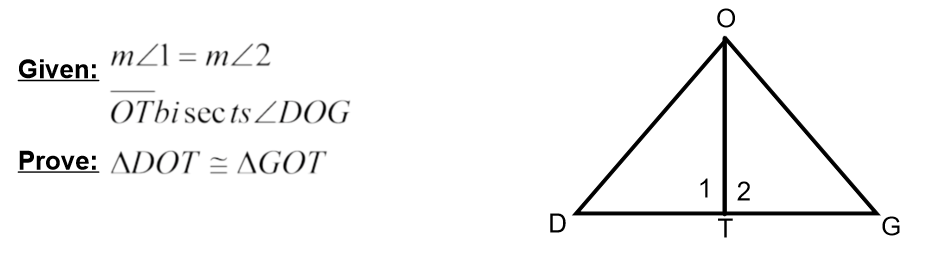 Given: m∠1 = m∠2
OT bisects ∠DOG
Prove: ΔDOT ≅ ΔGOT
O
1 2
D T G